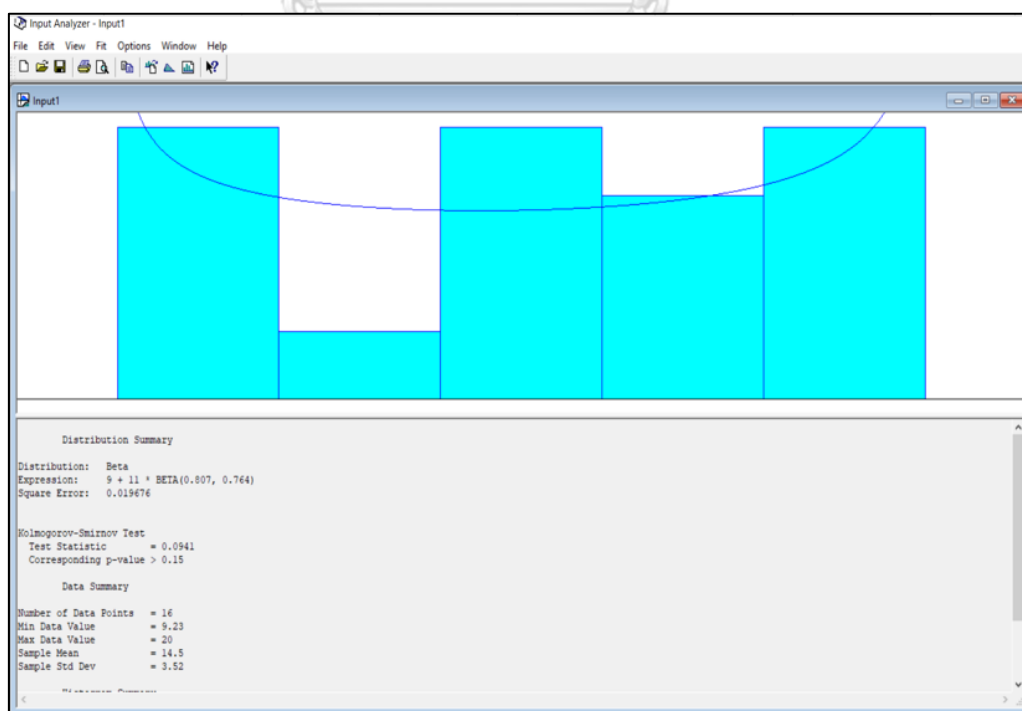 Input Analyzer - Input1
File Edit View Fit Options Window Help
Input1
Distribution Summary
Distribution: Beta
Expression: 9 + 11 * BETA(0.807, 0.764)
Square Error: 0.019676
Kolmogorov-Smirnov Test
Test Statistic = 0.0941
Corresponding p-value > 0.15
Data Summary
Number of Data Points = 16
Min Data Value = 9.23
Max Data Value = 20
Sample Mean = 14.5
Sample Std Dev = 3.52